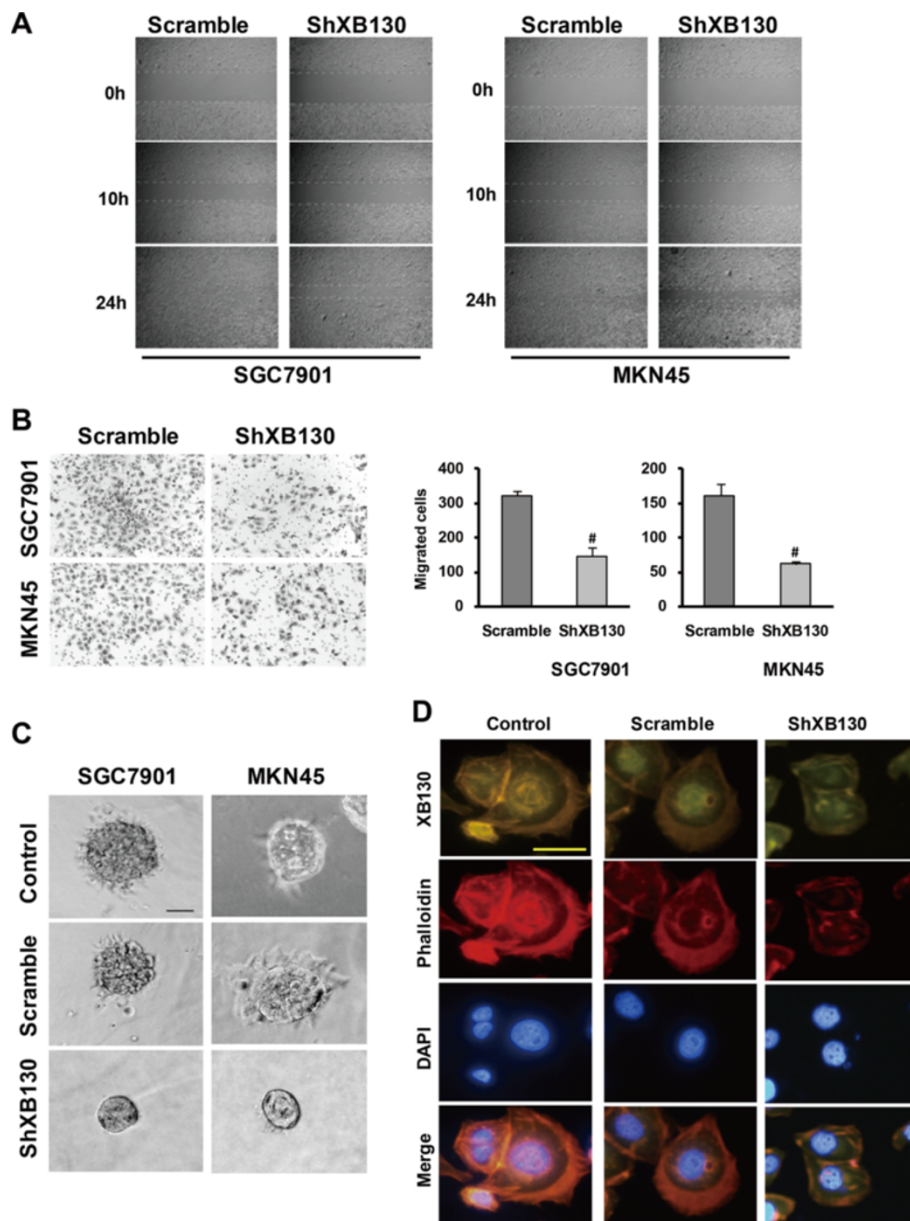 A
Scramble ShXB130 Scramble ShXB130
0h 0h
10h 10h
24h 24h
SGC7901 MKN45
B
Scramble ShXB130
SGC7901
MKN45
Migrated cells
400
300
200
100
0
#
Scramble ShXB130
SGC7901
200
150
100
50
0
#
Scramble ShXB130
MKN45
C
SGC7901 MKN45
Control
Scramble
ShXB130
D
Control Scramble ShXB130
XB130
Phalloidin
DAPI
Merge